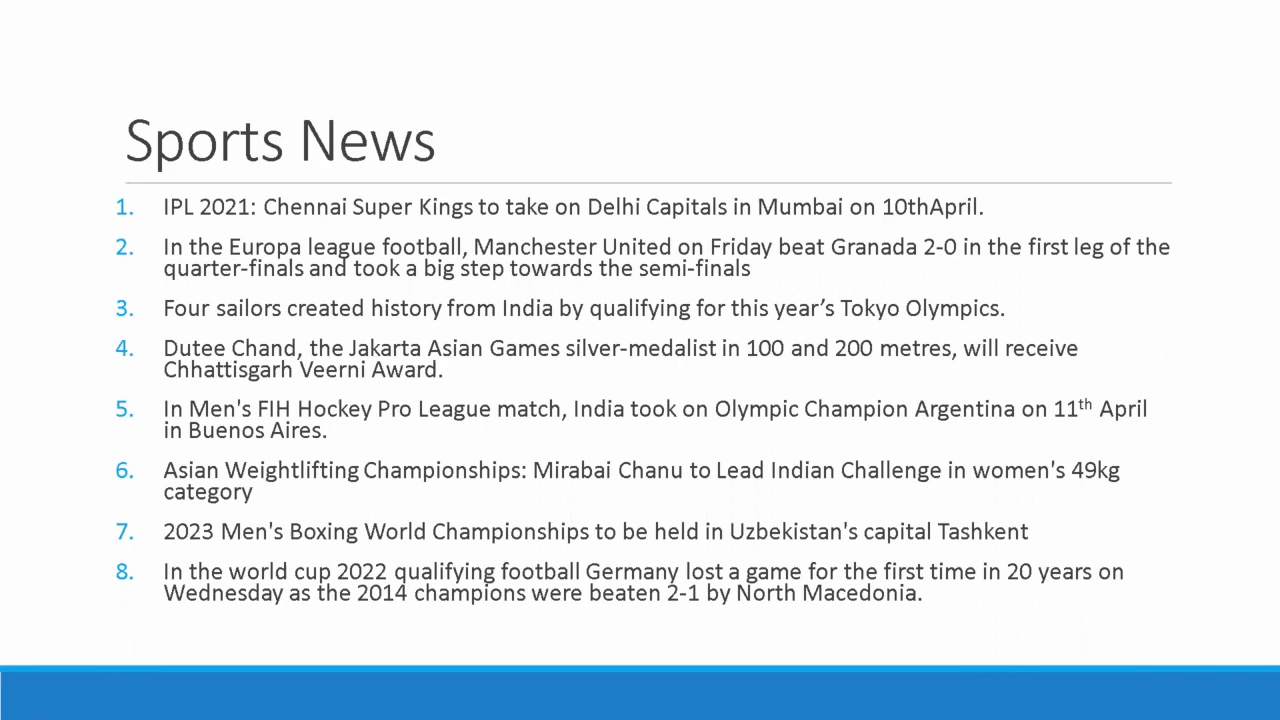 Sports News
1. IPL 2021: Chennai Super Kings to take on Delhi Capitals in Mumbai on 10thApril.
2. In the Europa league football, Manchester United on Friday beat Granada 2-0 in the first leg of the
quarter-finals and took a big step towards the semi-finals
3. Four sailors created history from India by qualifying for this year’s Tokyo Olympics.
4. Dutee Chand, the Jakarta Asian Games silver-medalist in 100 and 200 metres, will receive
Chhattisgarh Veerni Award.
5. In Men's FIH Hockey Pro League match, India took on Olympic Champion Argentina on 11th April
in Buenos Aires.
6. Asian Weightlifting Championships: Mirabai Chanu to Lead Indian Challenge in women's 49kg
category
7. 2023 Men's Boxing World Championships to be held in Uzbekistan's capital Tashkent
8. In the world cup 2022 qualifying football Germany lost a game for the first time in 20 years on
Wednesday as the 2014 champions were beaten 2-1 by North Macedonia.